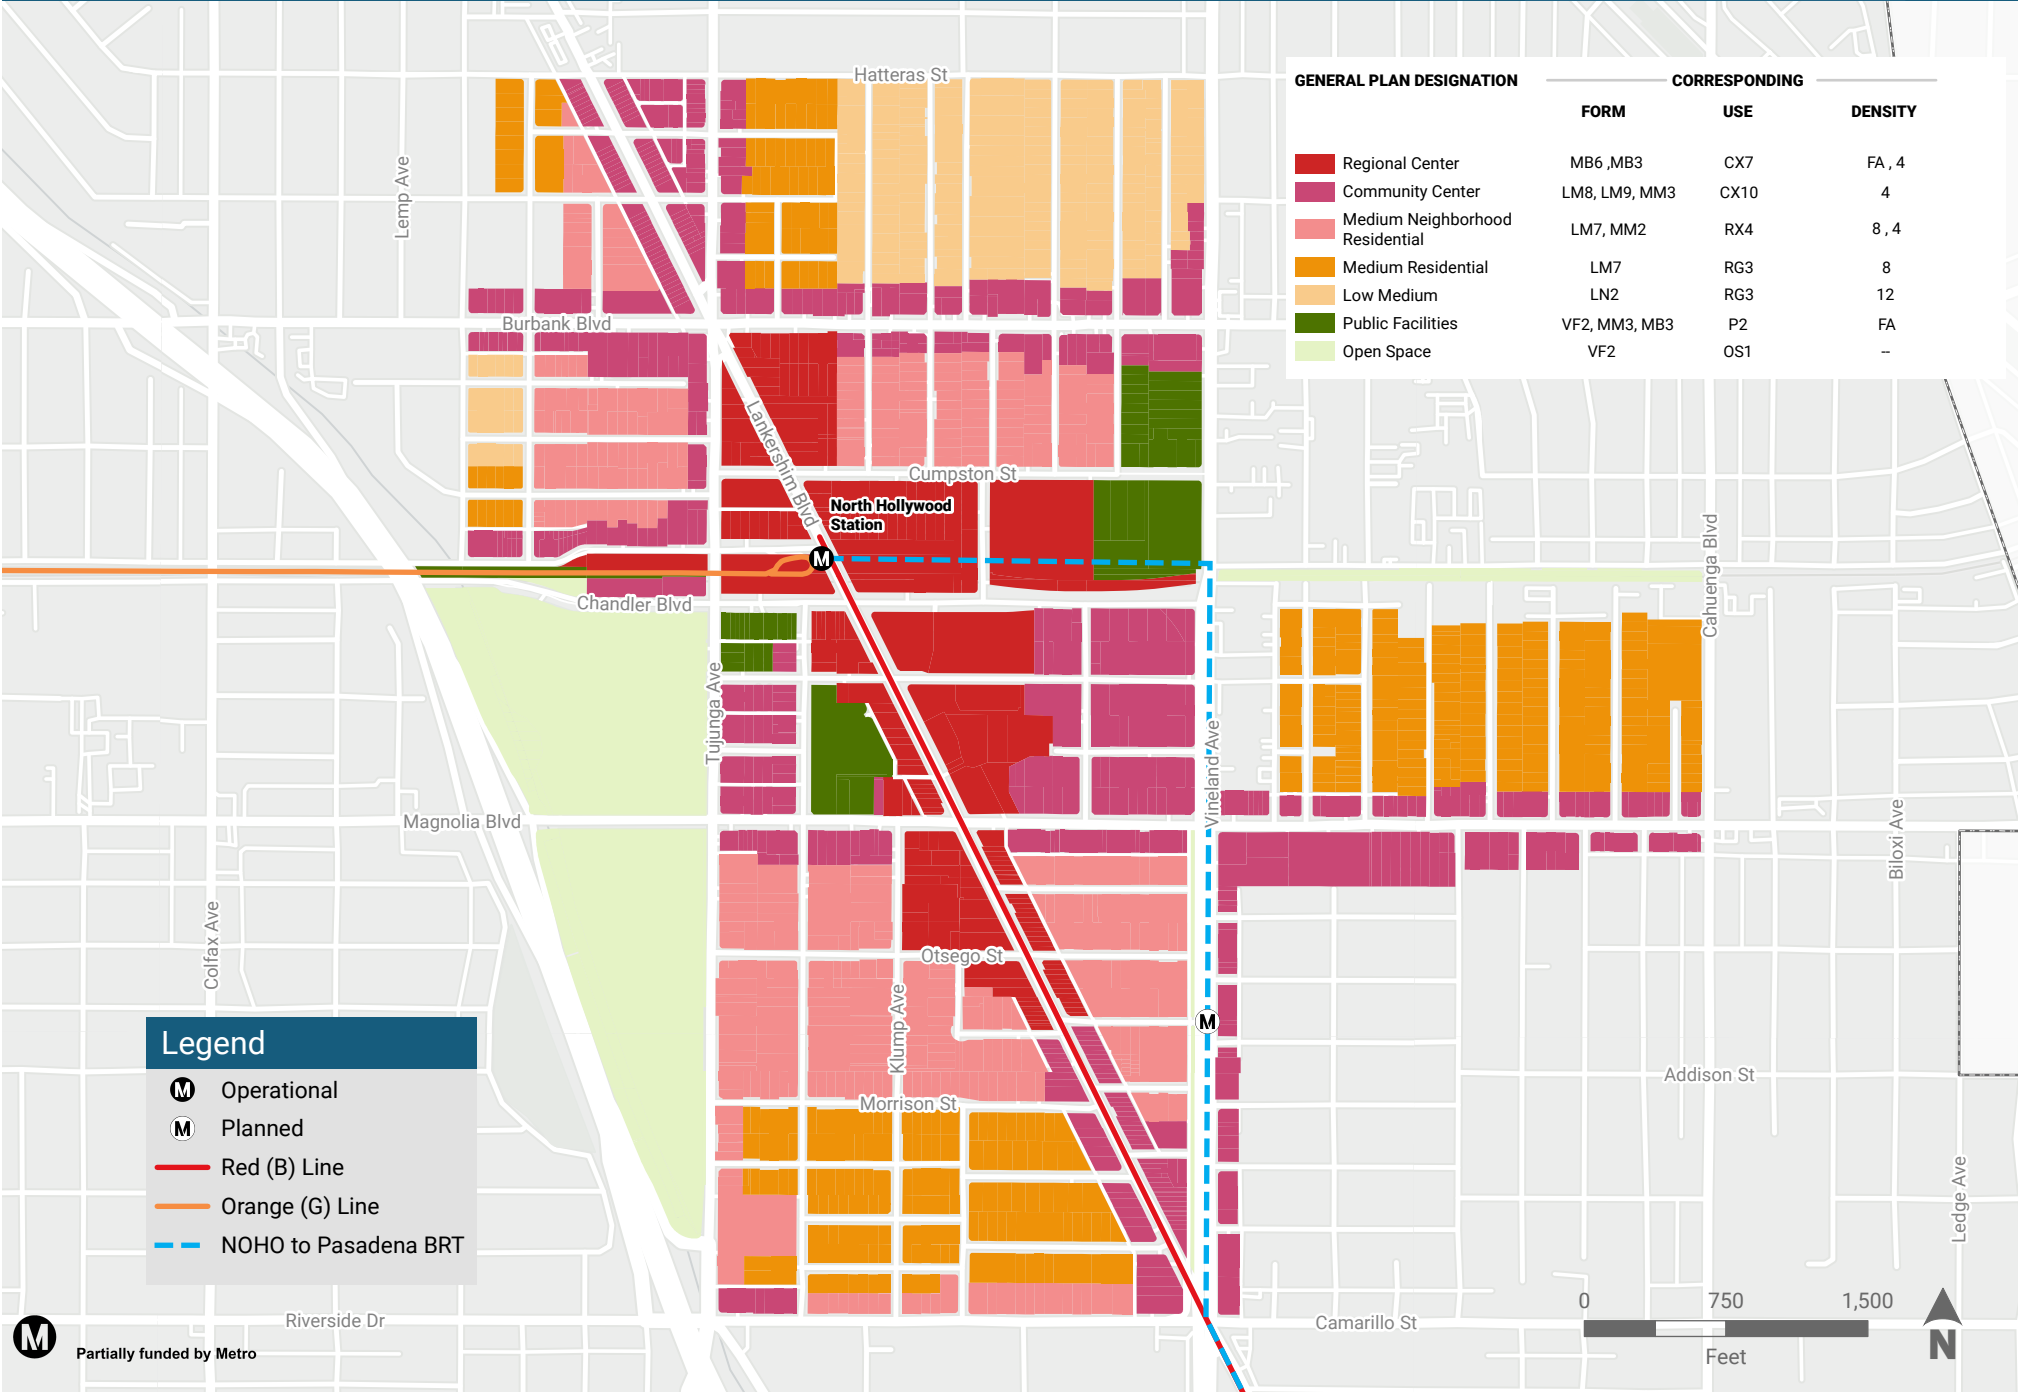 Hatteras St
GENERAL PLAN DESIGNATION
CORRESPONDING
FORM USE DENSITY
Regional Center MB6 ,MB3 CX7 FA , 4
Community Center LM8, LM9, MM3 CX10 4
Medium Neighborhood
Residential LM7, MM2 RX4 8 , 4
Medium Residential LM7 RG3 8
Low Medium LN2 RG3 12
Public Facilities VF2, MM3, MB3 P2 FA
Open Space VF2 OS1 --
Lemp Ave
Burbank Blvd
Lankershim Blvd
Cumpston St
North Hollywood
Station
M
Cahuenga Blvd
Chandler Blvd
Tujunga Ave
Vineland Ave
Magnolia Blvd
Biloxi Ave
Colfax Ave
Otsego St
Klump Ave
M
Addison St
Morrison St
Ledge Ave
Legend
M Operational
M Planned
Red (B) Line
Orange (G) Line
NOHO to Pasadena BRT
Riverside Dr
Camarillo St
0 750 1,500
Feet
N
M
Partially funded by Metro